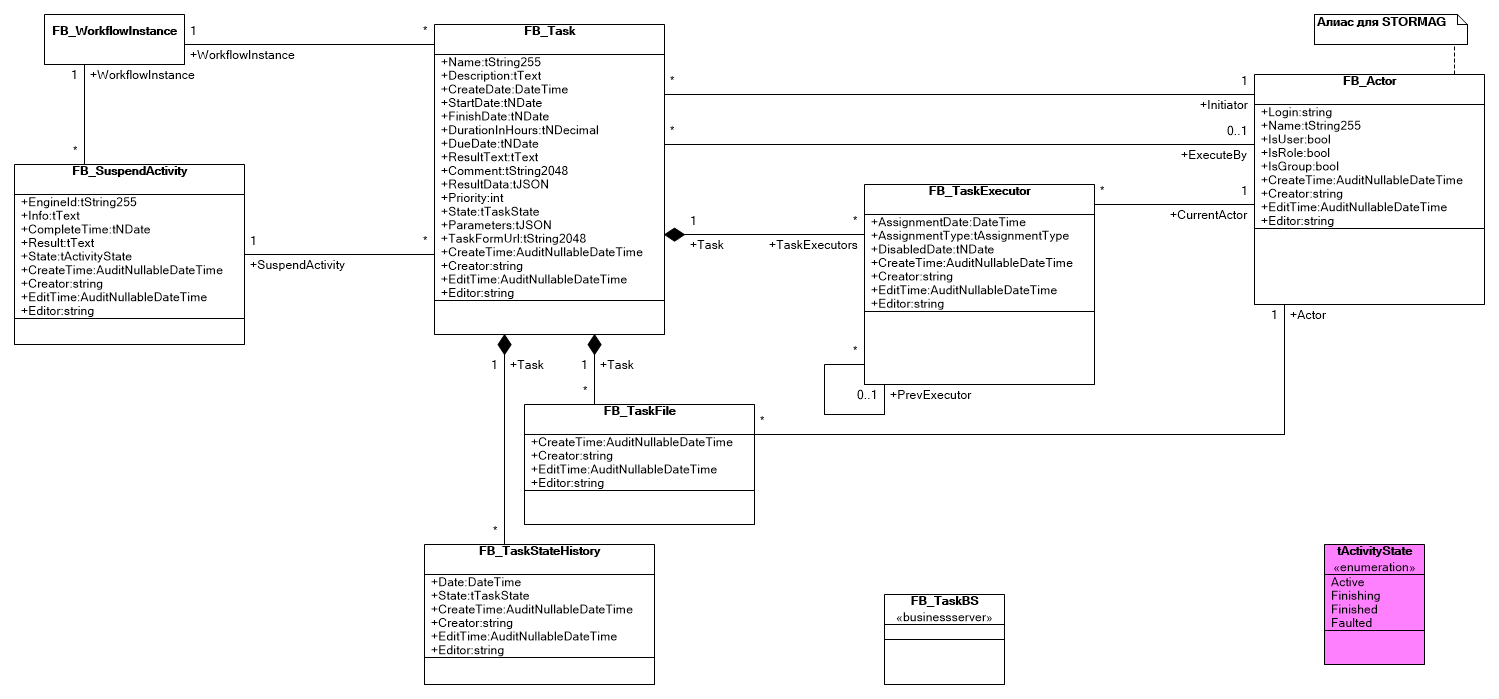 FB_WorkflowInstance
1
*
+WorkflowInstance
1
+WorkflowInstance
*
FB_SuspendActivity
+EngineId:tString255
+Info:tText
+CompleteTime:tNDate
+Result:tText
+State:tActivityState
+CreateTime:AuditNullableDateTime
+Creator:string
+EditTime:AuditNullableDateTime
+Editor:string
1
*
+SuspendActivity
FB_Task
+Name:tString255
+Description:tText
+CreateDate:DateTime
+StartDate:tNDate
+FinishDate:tNDate
+DurationInHours:tNDecimal
+DueDate:tNDate
+ResultText:tText
+Comment:tString2048
+ResultData:tJSON
+Priority:int
+State:tTaskState
+Parameters:tJSON
+TaskFormUrl:tString2048
+CreateTime:AuditNullableDateTime
+Creator:string
+EditTime:AuditNullableDateTime
+Editor:string
*
1
+Initiator
*
0..1
+ExecuteBy
1
*
+Task
+TaskExecutors
Алиас для STORMAG
FB_Actor
+Login:string
+Name:tString255
+IsUser:bool
+IsRole:bool
+IsGroup:bool
+CreateTime:AuditNullableDateTime
+Creator:string
+EditTime:AuditNullableDateTime
+Editor:string
FB_TaskExecutor
+AssignmentDate:DateTime
+AssignmentType:tAssignmentType
+DisabledDate:tNDate
+CreateTime:AuditNullableDateTime
+Creator:string
+EditTime:AuditNullableDateTime
+Editor:string
*
1
+CurrentActor
*
0..1
+PrevExecutor
1
+Actor
*
1
+Task
1
+Task
*
FB_TaskFile
+CreateTime:AuditNullableDateTime
+Creator:string
+EditTime:AuditNullableDateTime
+Editor:string
*
FB_TaskStateHistory
+Date:DateTime
+State:tTaskState
+CreateTime:AuditNullableDateTime
+Creator:string
+EditTime:AuditNullableDateTime
+Editor:string
FB_TaskBS
«businessserver»
tActivityState
«enumeration»
Active
Finishing
Finished
Faulted